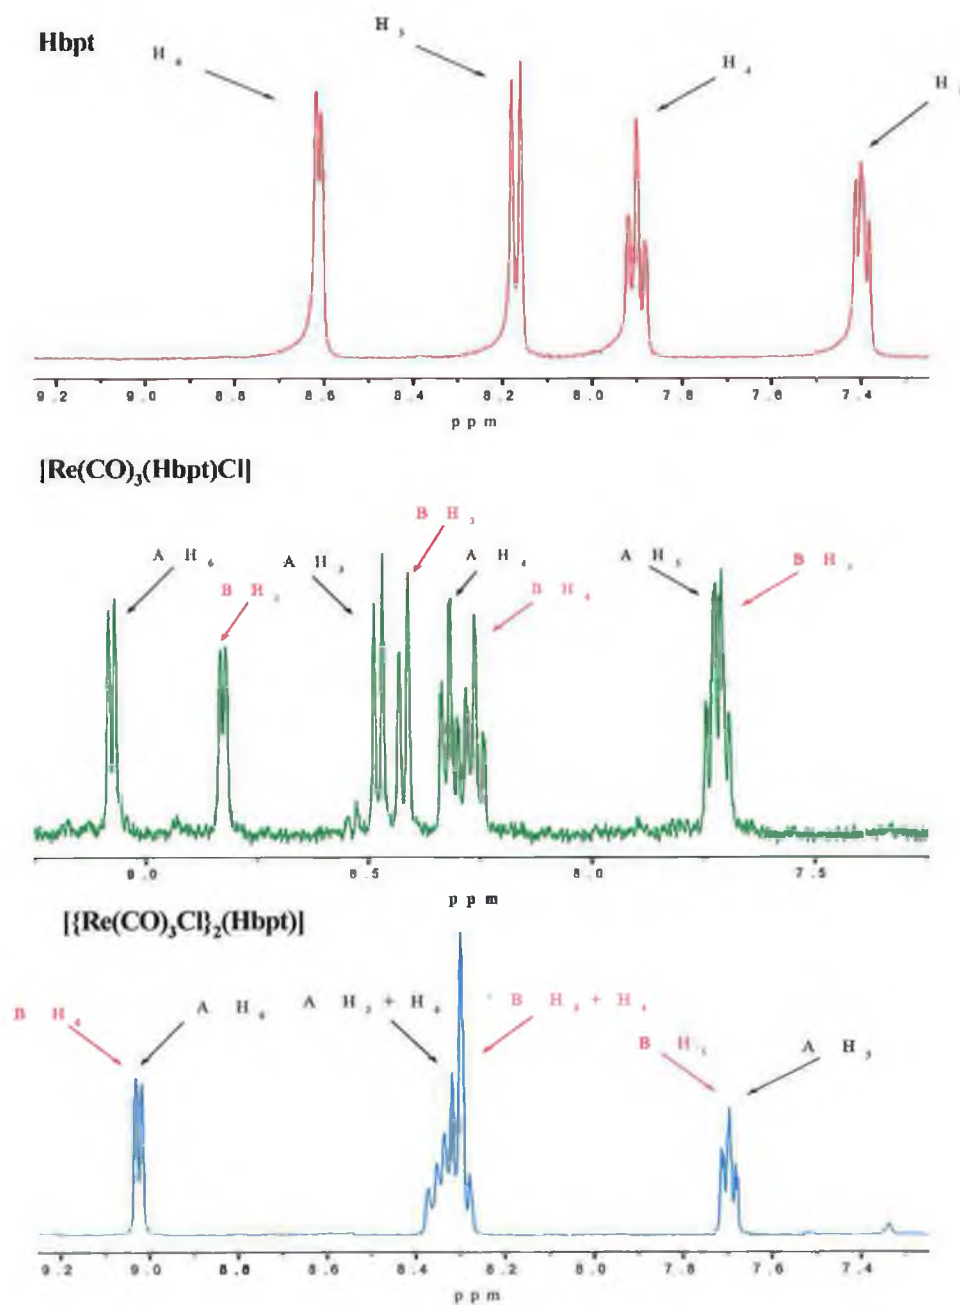 Hbpt
H 6
H 3
H 4
H
9.2 9.0 8.8 8.6 8.4 8.2 8.0 7.8 7.6 7.4
ppm
[Re(CO)3(Hbpt)Cl]
B H 3
A H 6
A H 3
A H 4
A H 5
B H
B H
B H 4
9.0 8.5 8.0 7.5
ppm
[{Re(CO)3Cl}2(Hbpt)]
B H 6
A H 6
A H 3 + H 4
B H 3 + H 4
B H 5
A H 5
9.2 9.0 8.8 8.6 8.4 8.2 8.0 7.8 7.6 7.4
ppm